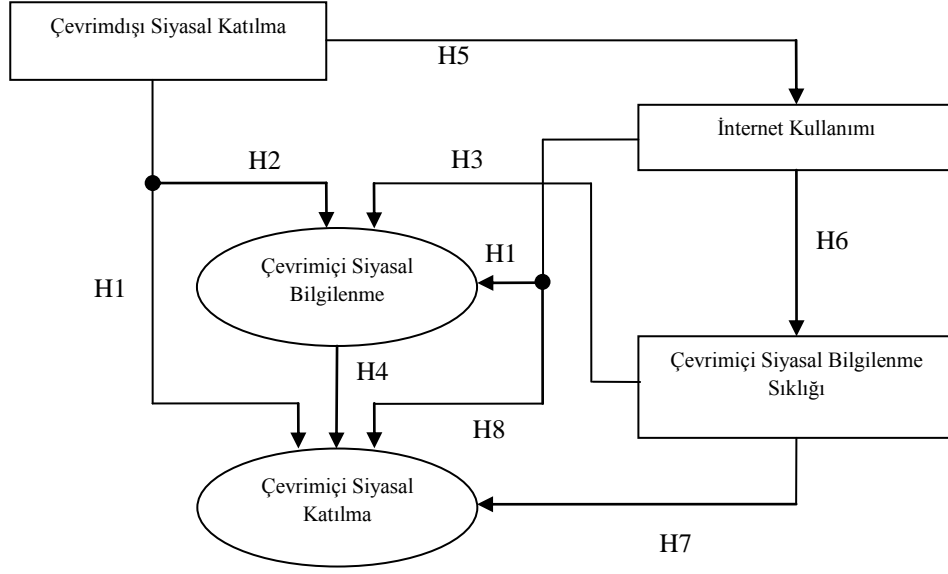 Çevrimdışı Siyasal Katılma
H5
İnternet Kullanımı
H2
H3
H6
Çevrimiçi Siyasal
Bilgilenme
H1
H1
H4
Çevrimiçi Siyasal Bilgilenme
Sıklığı
H8
Çevrimiçi Siyasal
Katılma
H7